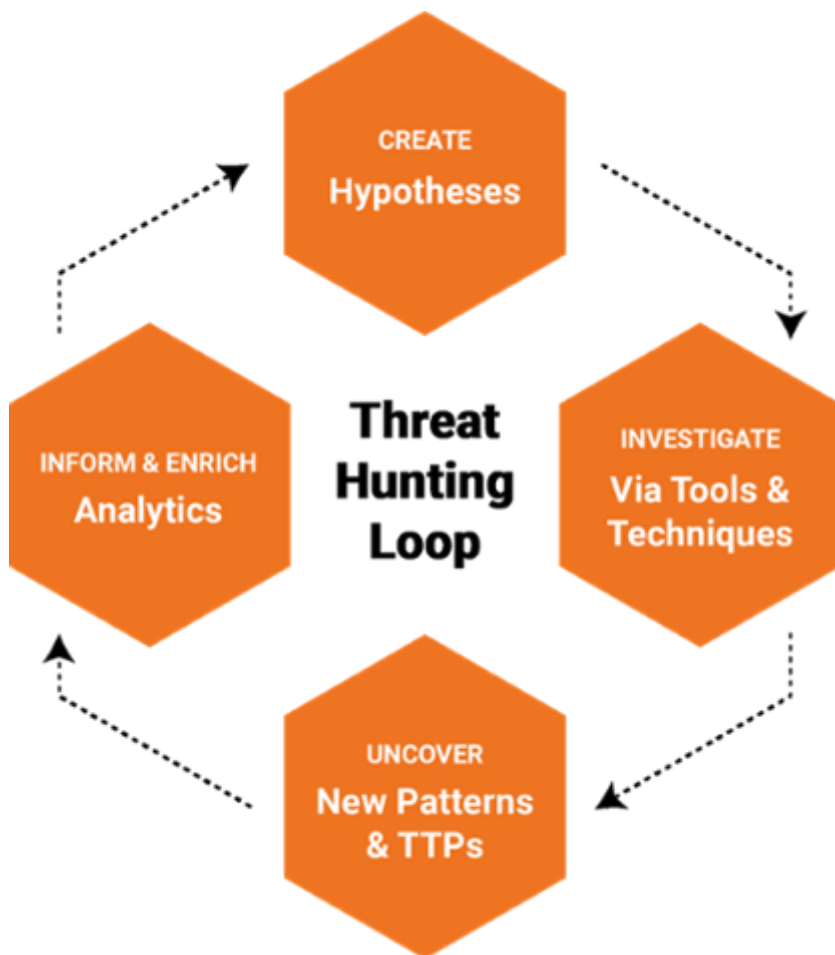 CREATE
Hypotheses
Threat
Hunting
Loop
INVESTIGATE
Via Tools &
Techniques
UNCOVER
New Patterns
& TTPs
INFORM & ENRICH
Analytics